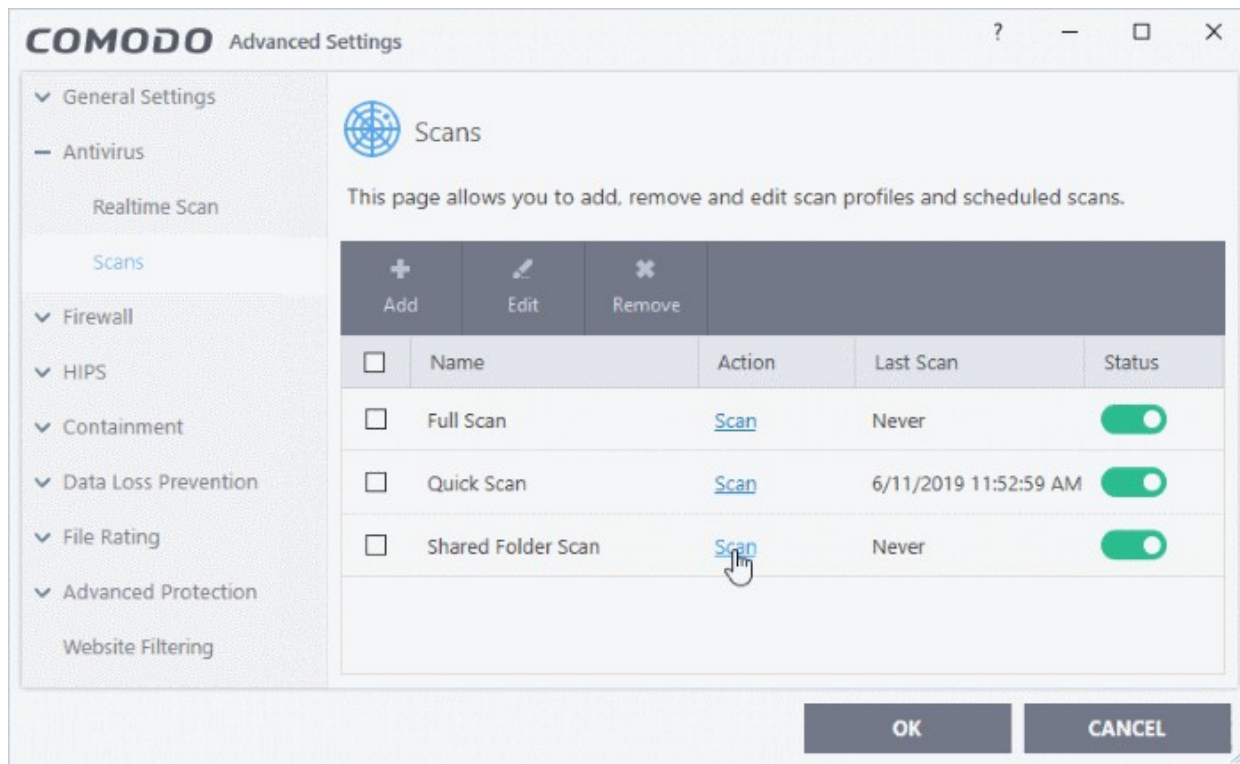 COMODO Advanced Settings ?
General Settings
Antivirus
Realtime Scan
Scans
Firewall
HIPS
Containment
Data Loss Prevention
File Rating
Advanced Protection
Website Filtering
Scans
This page allows you to add, remove and edit scan profiles and scheduled scans.
Add Edit Remove
Name Action Last Scan Status
Full Scan Scan Never
Quick Scan Scan 6/11/2019 11:52:59 AM
Shared Folder Scan Scan Never
OK CANCEL